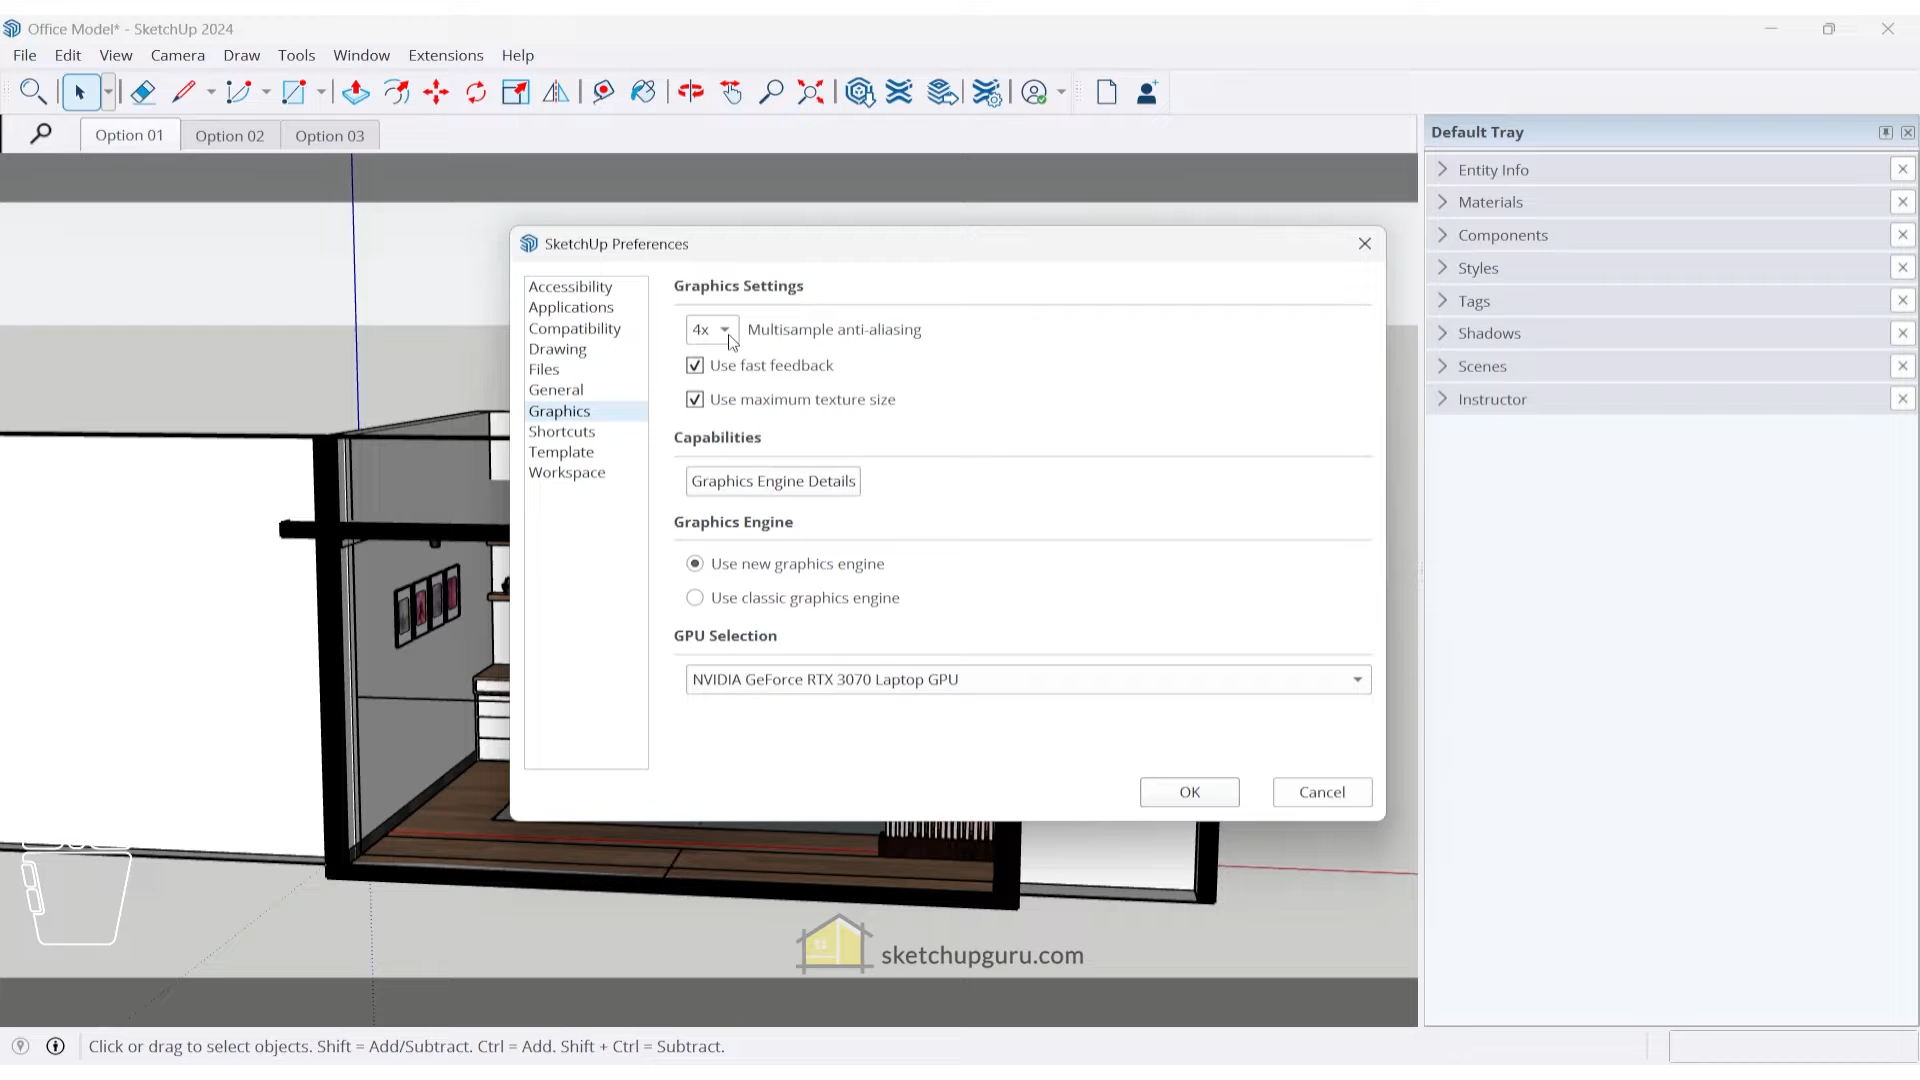 Office Model* - SketchUp 2024
File Edit View Camera Draw Tools Window Extensions Help
Option 01 Option 02 Option 03
Default Tray
Entity Info
Materials
Components
Styles
Tags
Shadows
Scenes
Instructor
SketchUp Preferences
Accessibility
Applications
Compatibility
Drawing
Files
General
Graphics
Shortcuts
Template
Workspace
Graphics Settings
4x Multisample anti-aliasing
Use fast feedback
Use maximum texture size
Capabilities
Graphics Engine Details
Graphics Engine
Use new graphics engine
Use classic graphics engine
GPU Selection
NVIDIA GeForce RTX 3070 Laptop GPU
OK Cancel
sketchupguru.com
Click or drag to select objects. Shift = Add/Subtract. Ctrl = Add. Shift + Ctrl = Subtract.